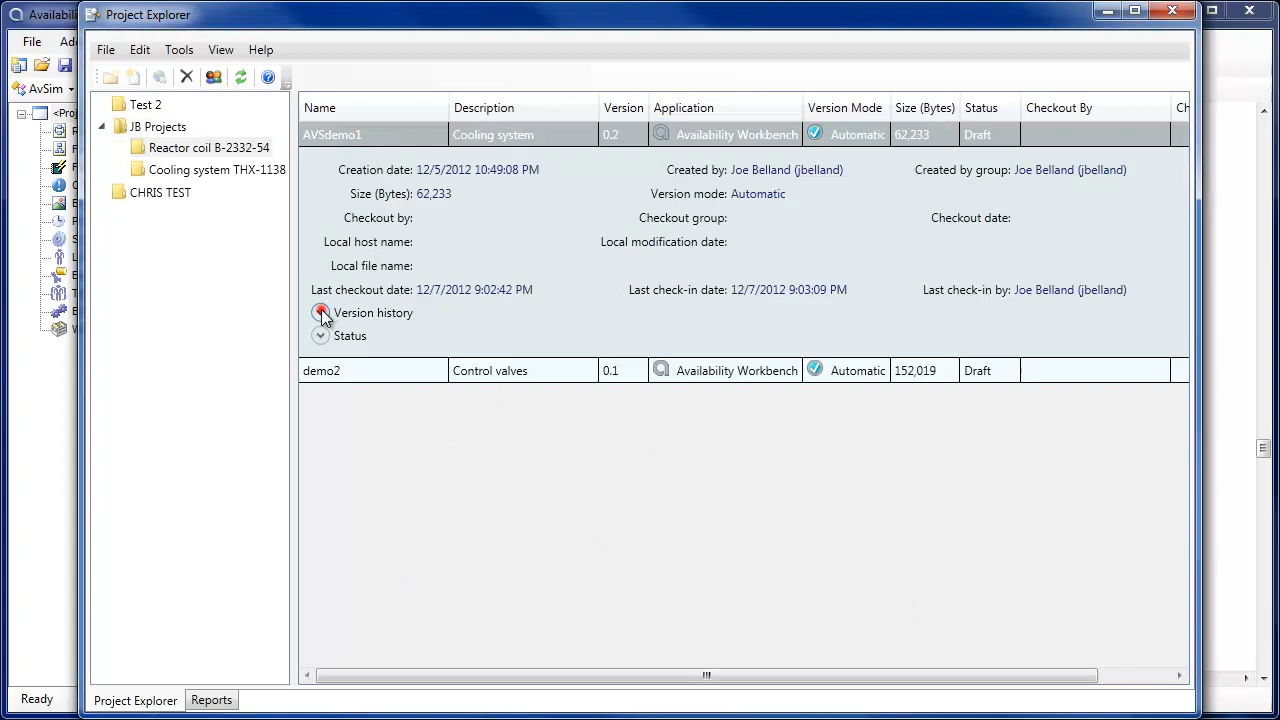 Availabili
Project Explorer
File Ad
File Edit Tools View Help
AvSim
<Proj
Test 2
JB Projects
Reactor coil B-2332-54
Cooling system THX-1138
CHRIS TEST
Name Description Version Application Version Mode Size (Bytes) Status Checkout By Ch
AVSdemo1 Cooling system 0.2 Availability Workbench Automatic 62,233 Draft
Creation date: 12/5/2012 10:49:08 PM Created by: Joe Belland (jbelland) Created by group: Joe Belland (jbelland)
Size (Bytes): 62,233 Version mode: Automatic
Checkout by: Checkout group: Checkout date:
Local host name: Local modification date:
Local file name:
Last checkout date: 12/7/2012 9:02:42 PM Last check-in date: 12/7/2012 9:03:09 PM Last check-in by: Joe Belland (jbelland)
Version history
Status
demo2 Control valves 0.1 Availability Workbench Automatic 152,019 Draft
Ready
Project Explorer Reports